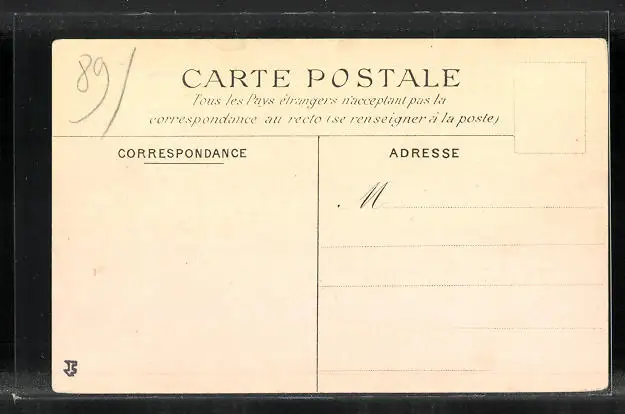 89
CARTE POSTALE
Tous les Pays étrangers n'acceptant pas la
correspondance au recto (se renseigner à la poste)
CORRESPONDANCE
ADRESSE
M